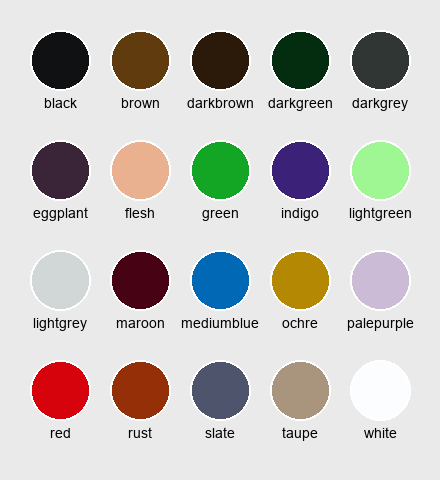 black brown darkbrown darkgreen darkgrey
eggplant flesh green indigo lightgreen
lightgrey maroon mediumblue ochre palepurple
red rust slate taupe white